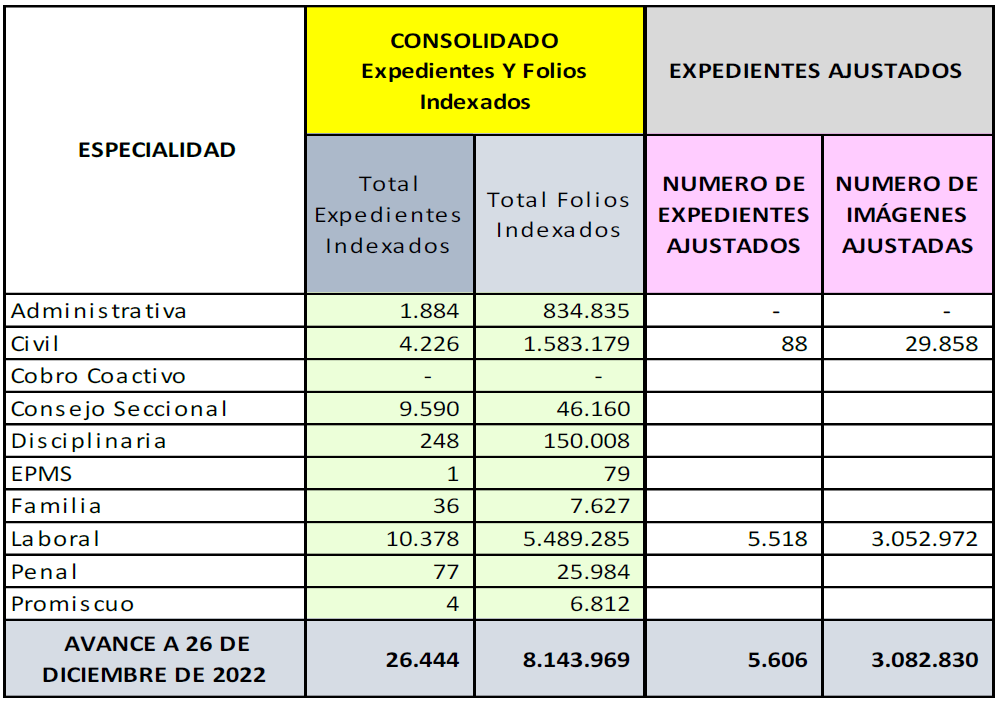 ESPECIALIDAD
CONSOLIDADO
Expedientes Y Folios
Indexados
EXPEDIENTES AJUSTADOS
Total
Expedientes
Indexados
Total Folios
Indexados
NUMERO DE
EXPEDIENTES
AJUSTADOS
NUMERO DE
IMÁGENES
AJUSTADAS
Administrativa 1.884 834.835 - -
Civil 4.226 1.583.179 88 29.858
Cobro Coactivo - -
Consejo Seccional 9.590 46.160
Disciplinaria 248 150.008
EPMS 1 79
Familia 36 7.627
Laboral 10.378 5.489.285 5.518 3.052.972
Penal 77 25.984
Promiscuo 4 6.812
AVANCE A 26 DE
DICIEMBRE DE 2022 26.444 8.143.969 5.606 3.082.830